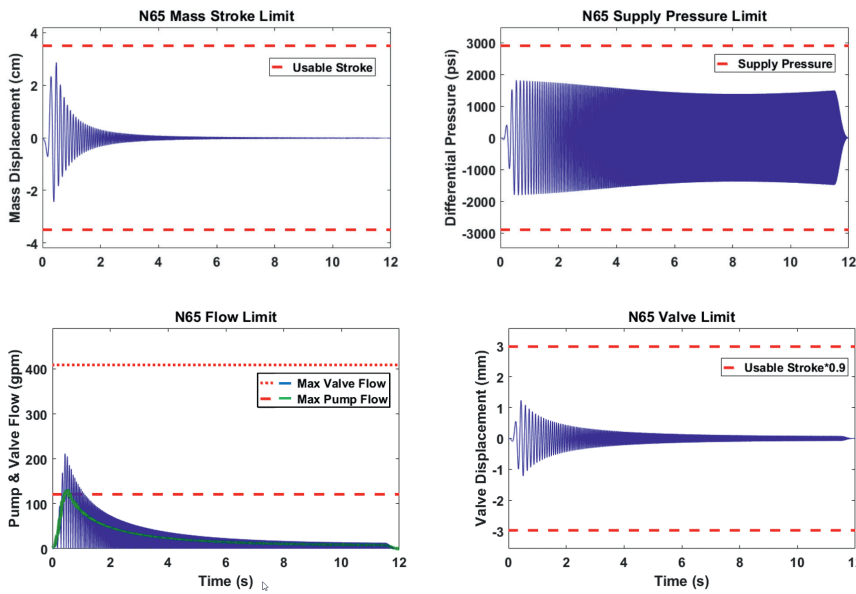 N65 Mass Stroke Limit
4
2
0
-2
-4
Mass Displacement (cm)
Usable Stroke
0 2 4 6 8 10 12
N65 Supply Pressure Limit
3000
2000
1000
0
-1000
-2000
-3000
Differential Pressure (psi)
Supply Pressure
0 2 4 6 8 10 12
N65 Flow Limit
400
300
200
100
0
Pump & Valve Flow (gpm)
Max Valve Flow
Max Pump Flow
0 2 4 6 8 10 12
Time (s)
N65 Valve Limit
3
2
1
0
-1
-2
-3
Valve Displacement (mm)
Usable Stroke*0.9
0 2 4 6 8 10 12
Time (s)